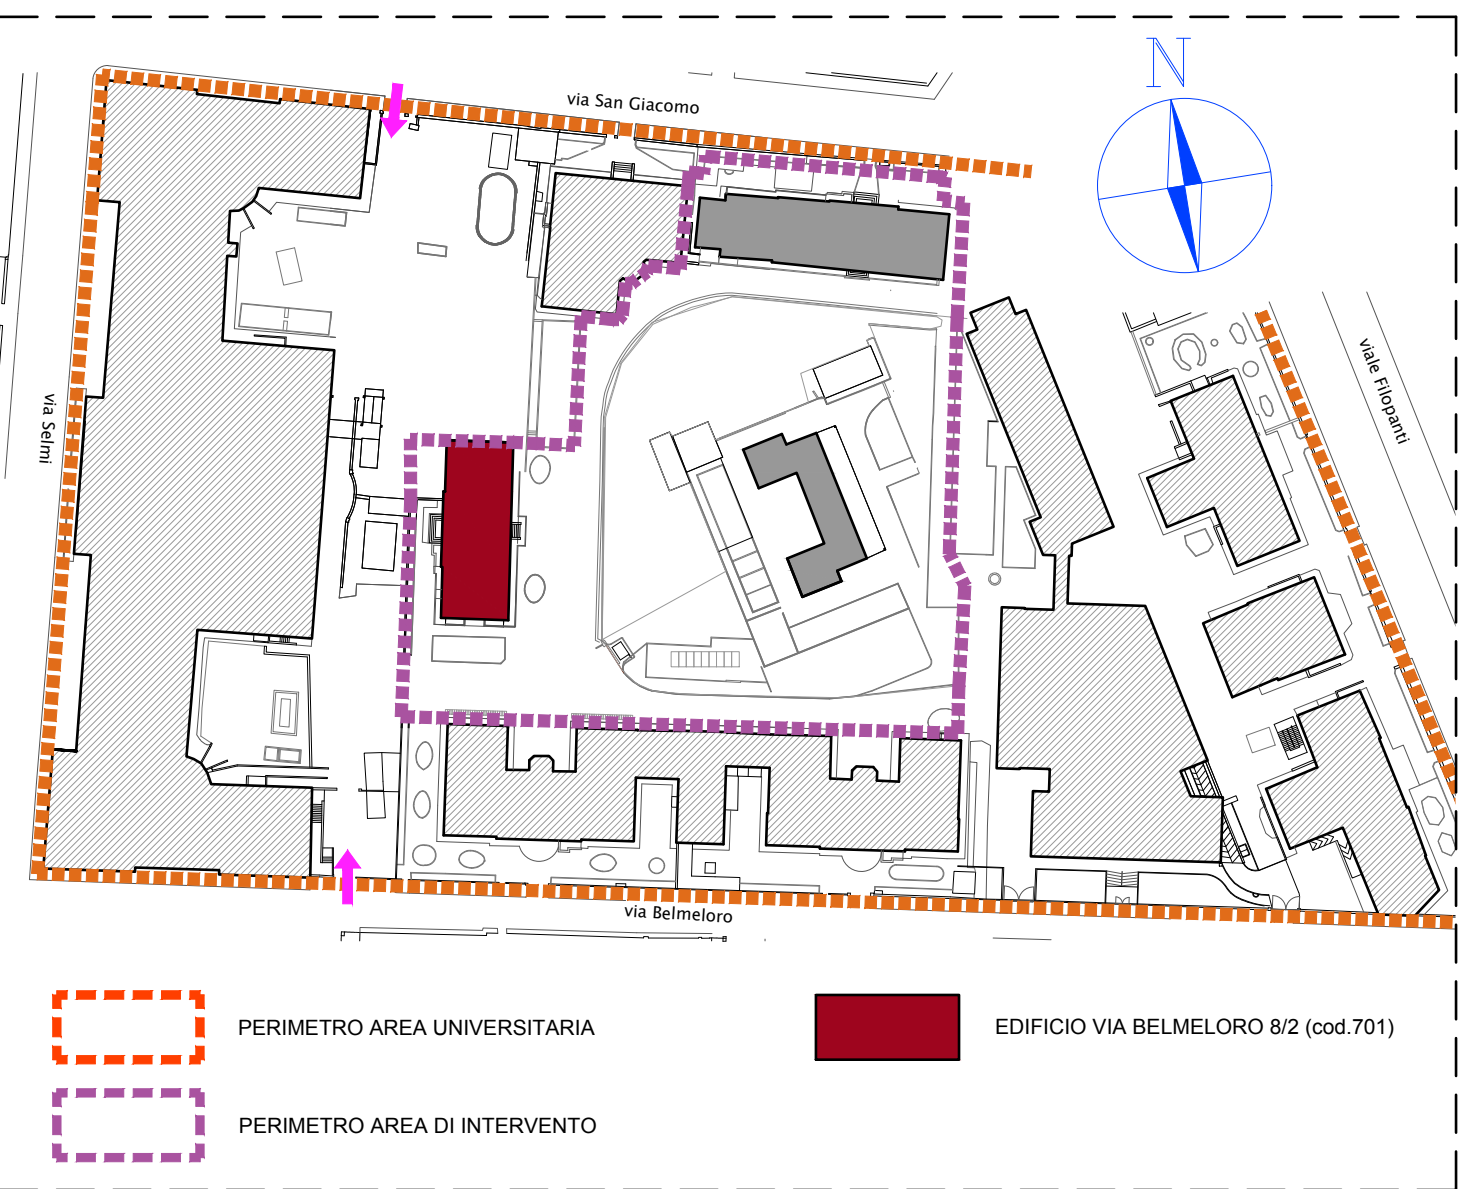 N
via San Giacomo
viale Filopanti
via Selmi
via Belmeloro
PERIMETRO AREA UNIVERSITARIA
EDIFICIO VIA BELMELORO 8/2 (cod.701)
PERIMETRO AREA DI INTERVENTO